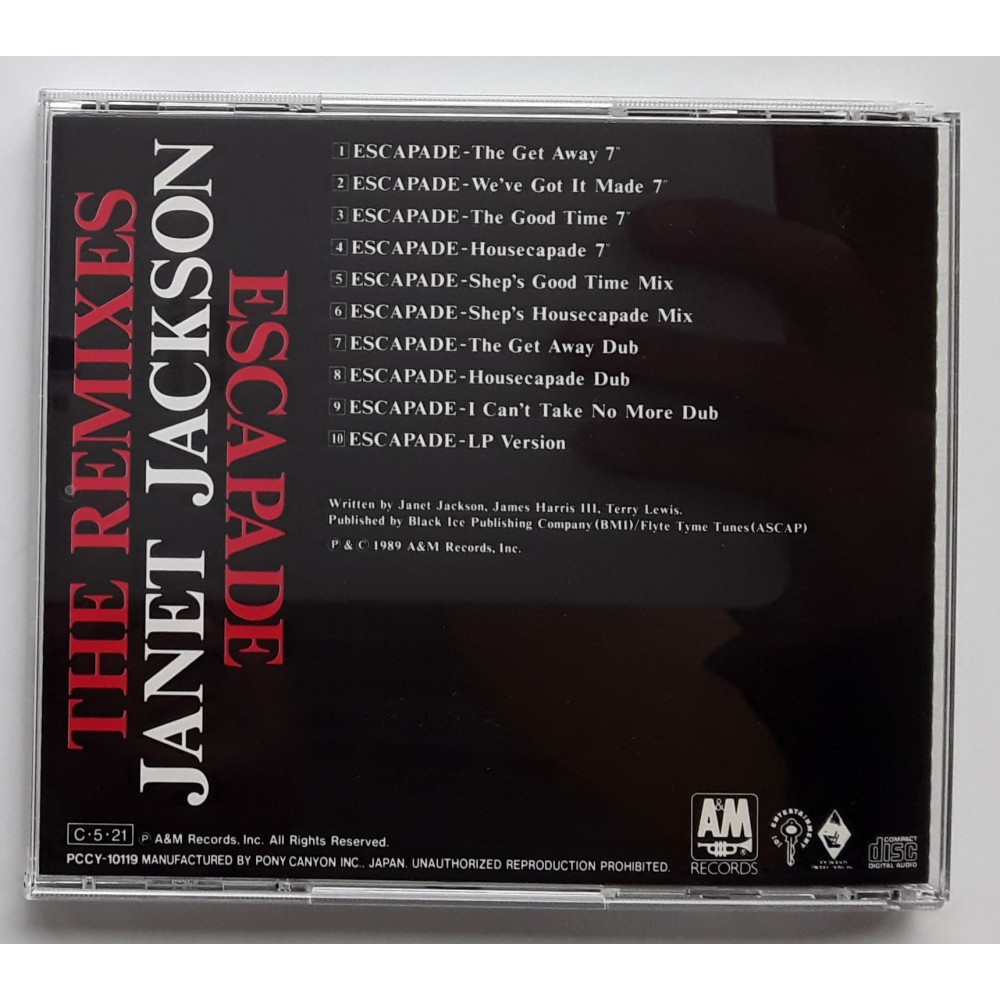 THE REMIXES
JANET JACKSON
ESCAPADE
1 ESCAPADE-The Get Away 7"
2 ESCAPADE-We've Got It Made 7"
3 ESCAPADE-The Good Time 7"
4 ESCAPADE-Housecapade 7"
5 ESCAPADE-Shep's Good Time Mix
6 ESCAPADE-Shep's Housecapade Mix
7 ESCAPADE-The Get Away Dub
8 ESCAPADE-Housecapade Dub
9 ESCAPADE-I Can't Take No More Dub
10 ESCAPADE-LP Version
Written by Janet Jackson, James Harris III, Terry Lewis.
Published by Black Ice Publishing Company(BMI)/Flyte Tyme Tunes(ASCAP)
Ⓟ & © 1989 A&M Records, Inc.
C·5·21 Ⓟ A&M Records, Inc. All Rights Reserved.
PCCY-10119 MANUFACTURED BY PONY CANYON INC., JAPAN. UNAUTHORIZED REPRODUCTION PROHIBITED.
A&M
RECORDS
JDJ ENTERTAINMENT
COMPACT
disc
DIGITAL AUDIO